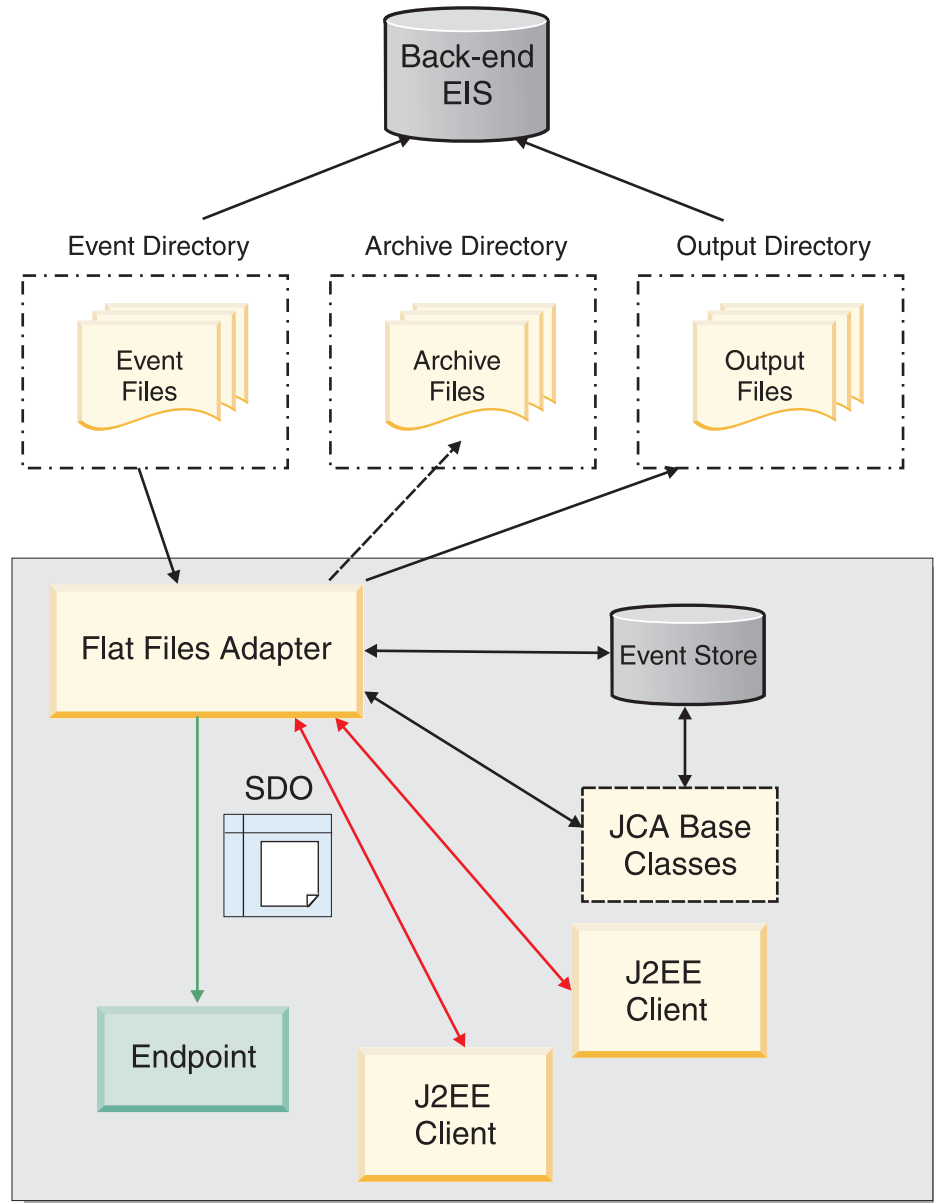 Back-end
EIS
Event Directory
Archive Directory
Output Directory
Event
Files
Archive
Files
Output
Files
Flat Files Adapter
Event Store
SDO
JCA Base
Classes
J2EE
Client
Endpoint
J2EE
Client